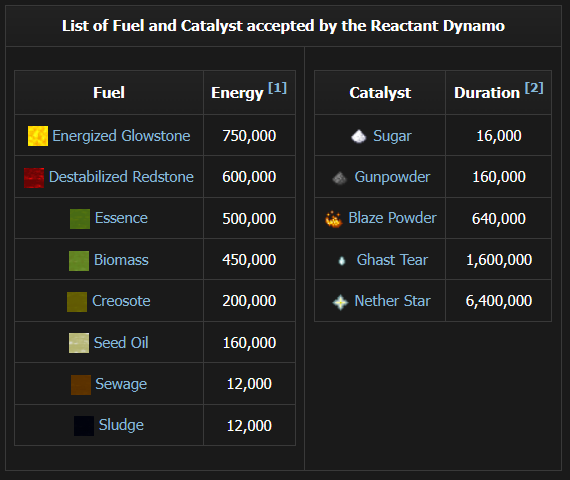 List of Fuel and Catalyst accepted by the Reactant Dynamo
Fuel Energy [1]
Energized Glowstone 750,000
Destabilized Redstone 600,000
Essence 500,000
Biomass 450,000
Creosote 200,000
Seed Oil 160,000
Sewage 12,000
Sludge 12,000
Catalyst Duration [2]
Sugar 16,000
Gunpowder 160,000
Blaze Powder 640,000
Ghast Tear 1,600,000
Nether Star 6,400,000